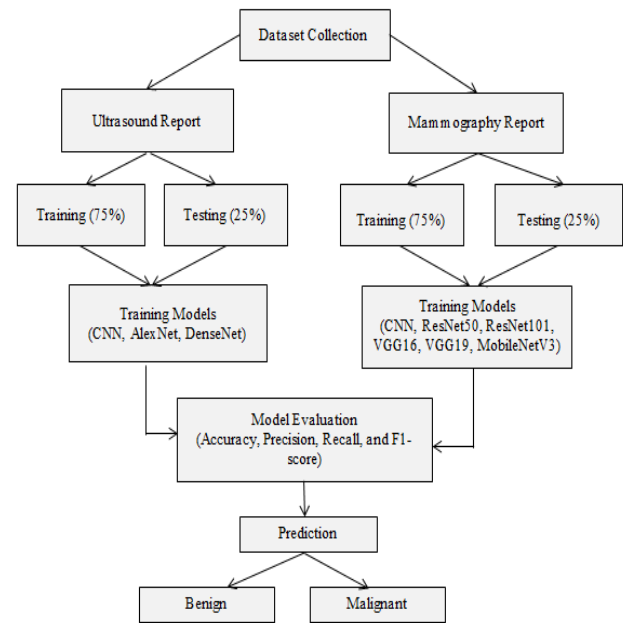 Dataset Collection
Ultrasound Report
Mammography Report
Training (75%)
Testing (25%)
Training (75%)
Testing (25%)
Training Models
(CNN, AlexNet, DenseNet)
Training Models
(CNN, ResNet50, ResNet101,
VGG16, VGG19, MobileNetV3)
Model Evaluation
(Accuracy, Precision, Recall, and F1-
score)
Prediction
Benign
Malignant